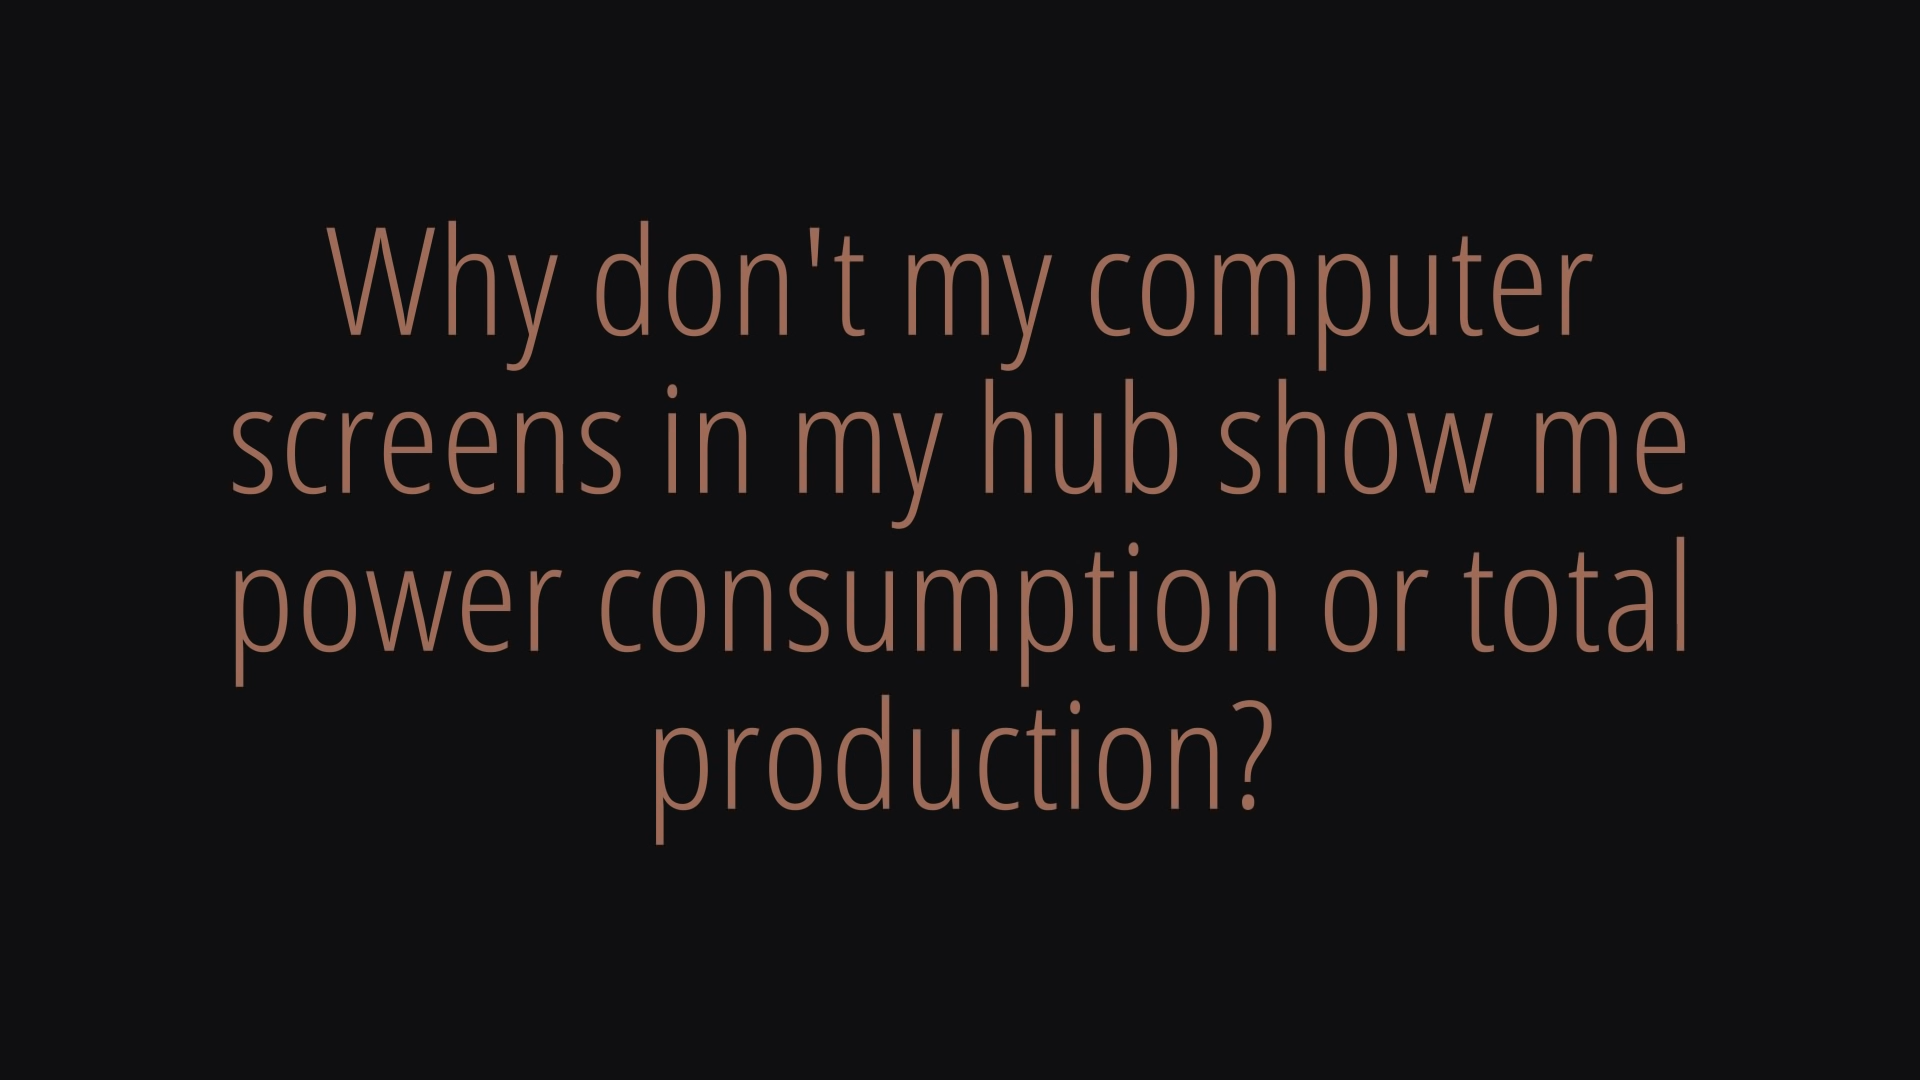 Why don't my computer
screens in my hub show me
power consumption or total
production?